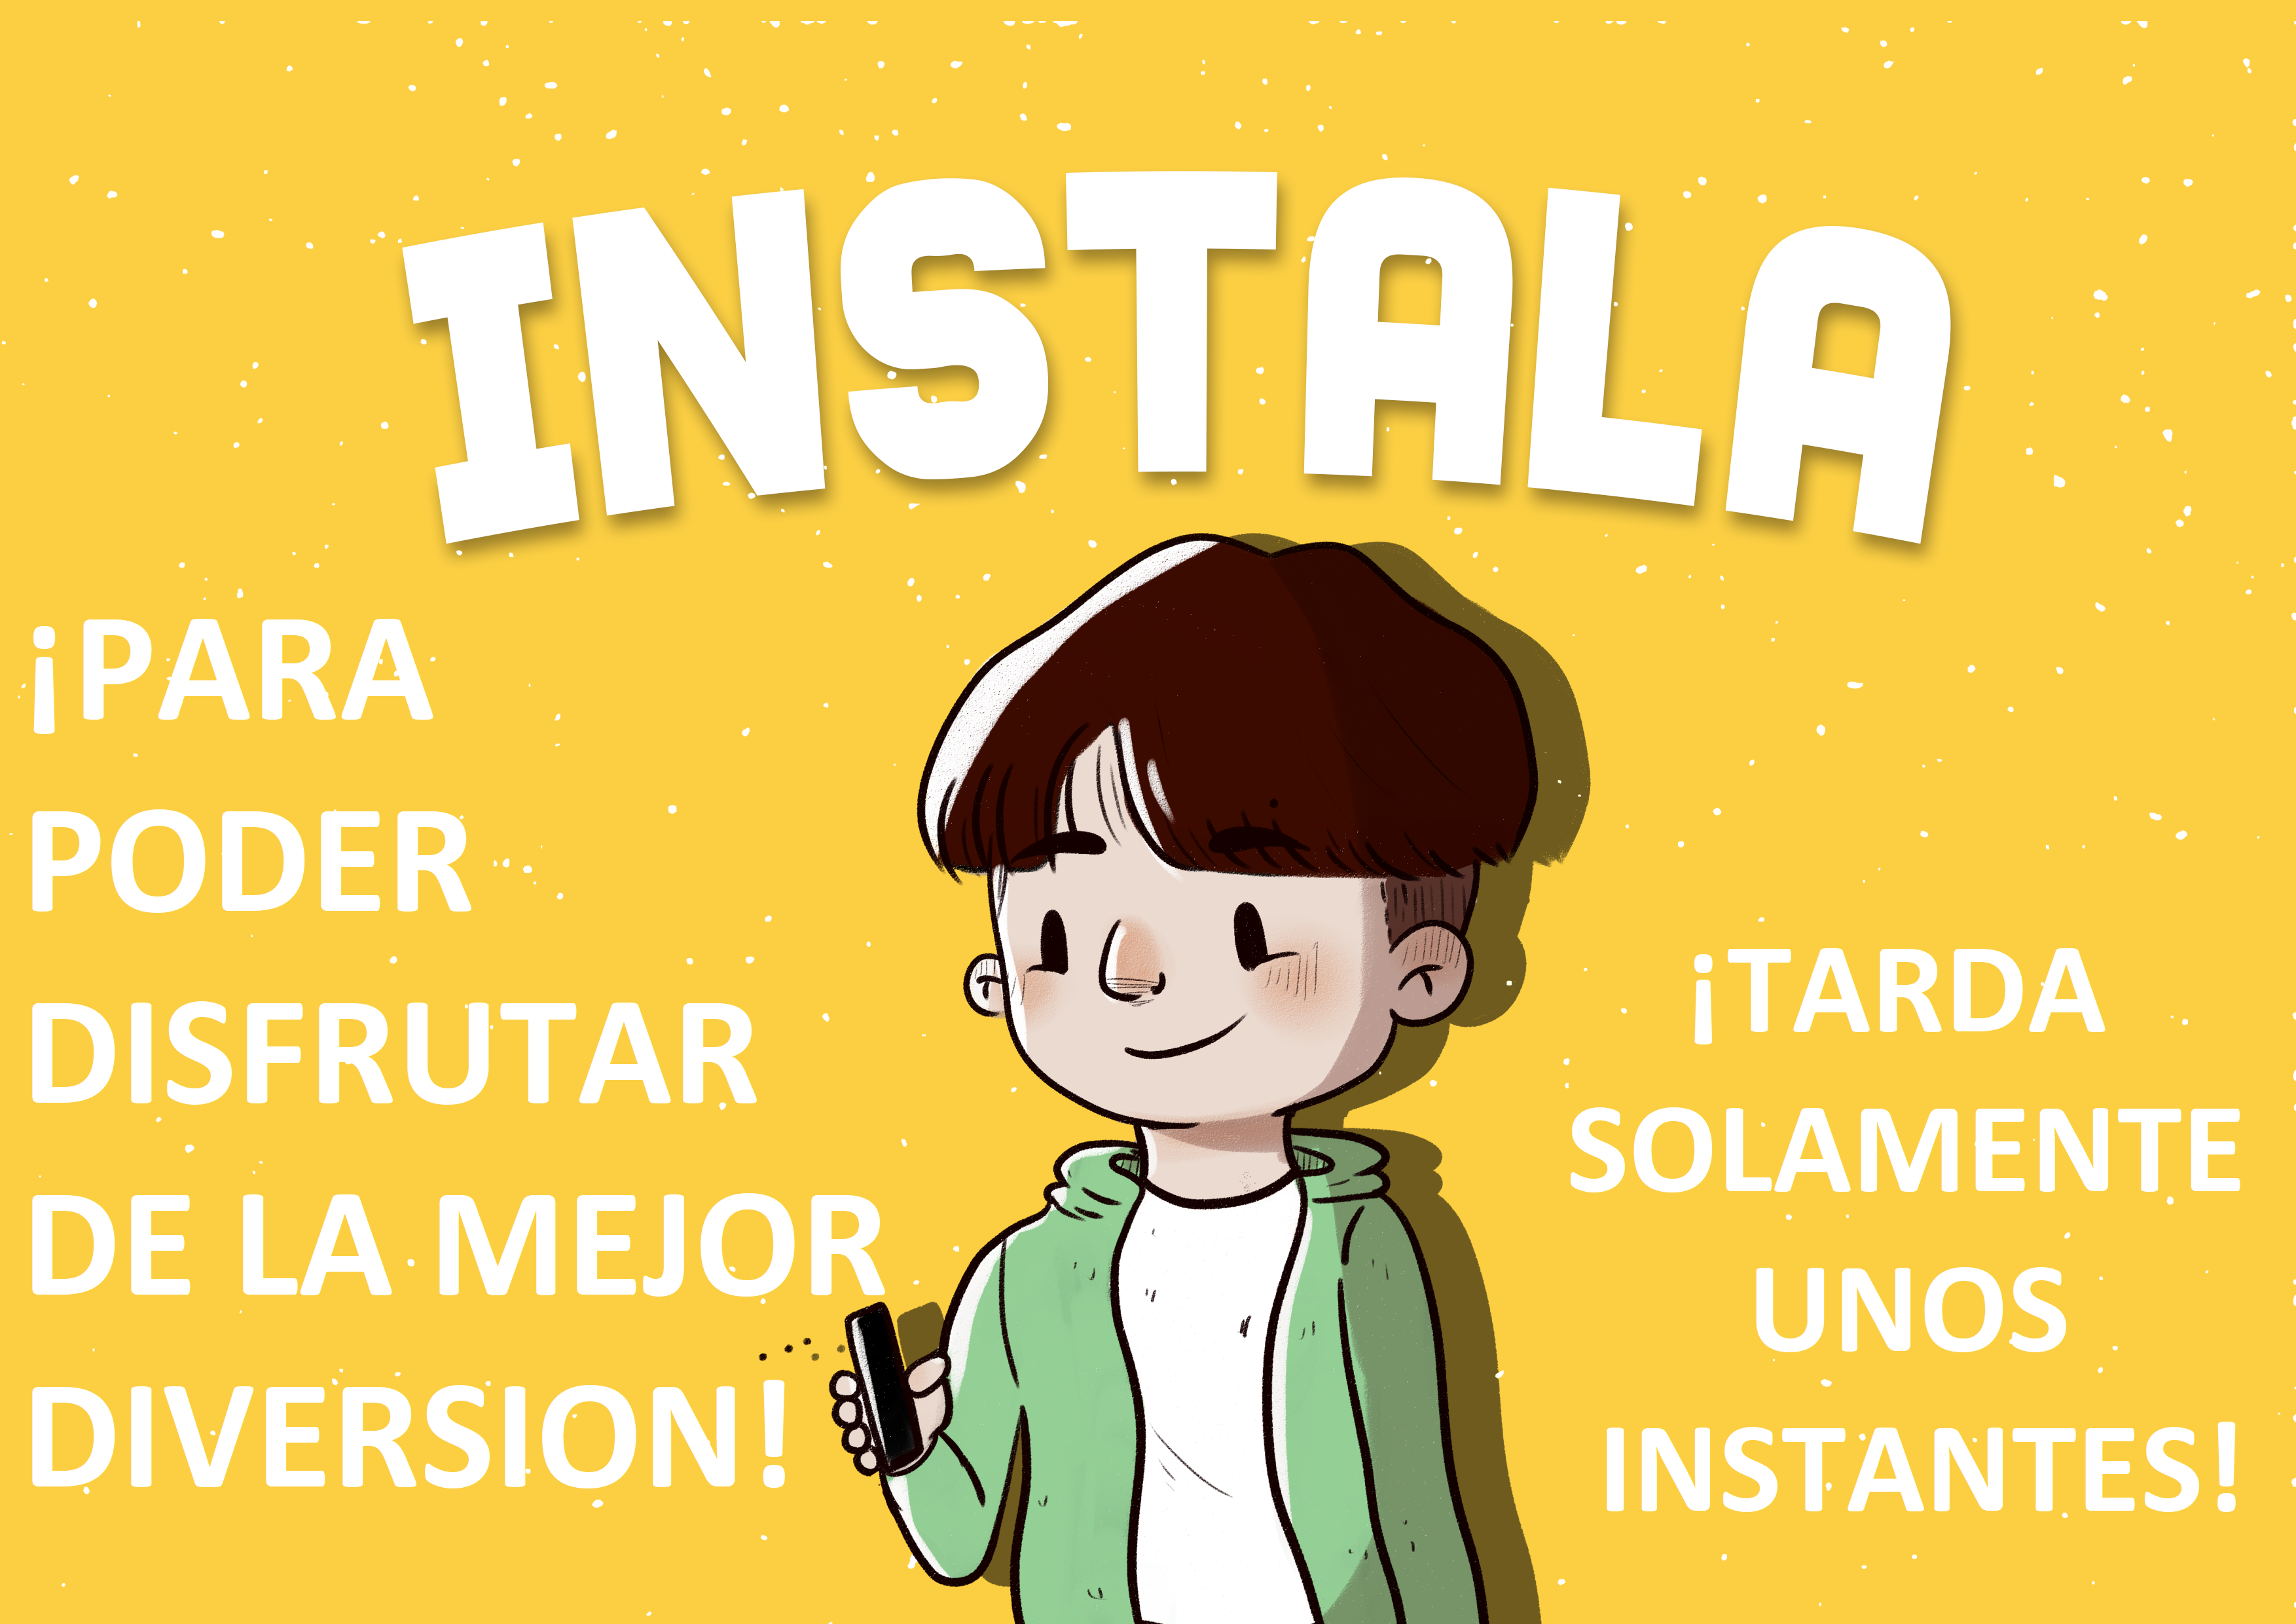 INSTALA
¡PARA
PODER
DISFRUTAR
DE LA MEJOR
DIVERSION!
¡TARDA
SOLAMENTE
UNOS
INSTANTES!